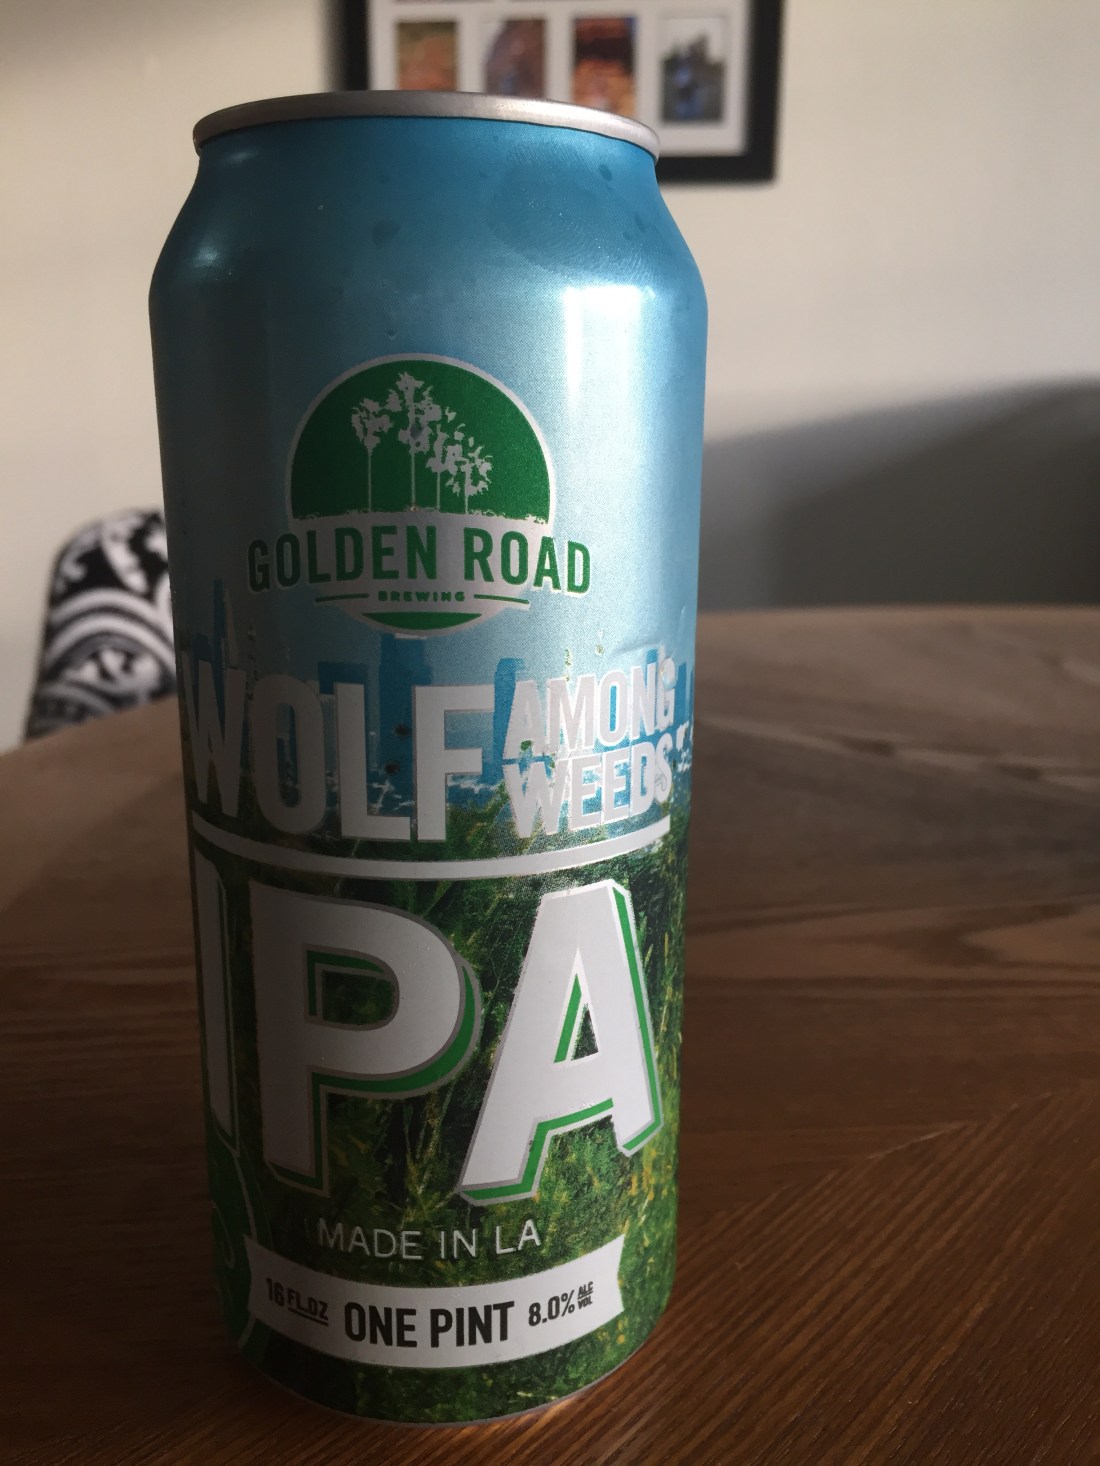 GOLDEN ROAD
BREWING
WOLF AMONG WEEDS
IPA
MADE IN LA
16 FL.OZ ONE PINT 8.0% ALC VOL